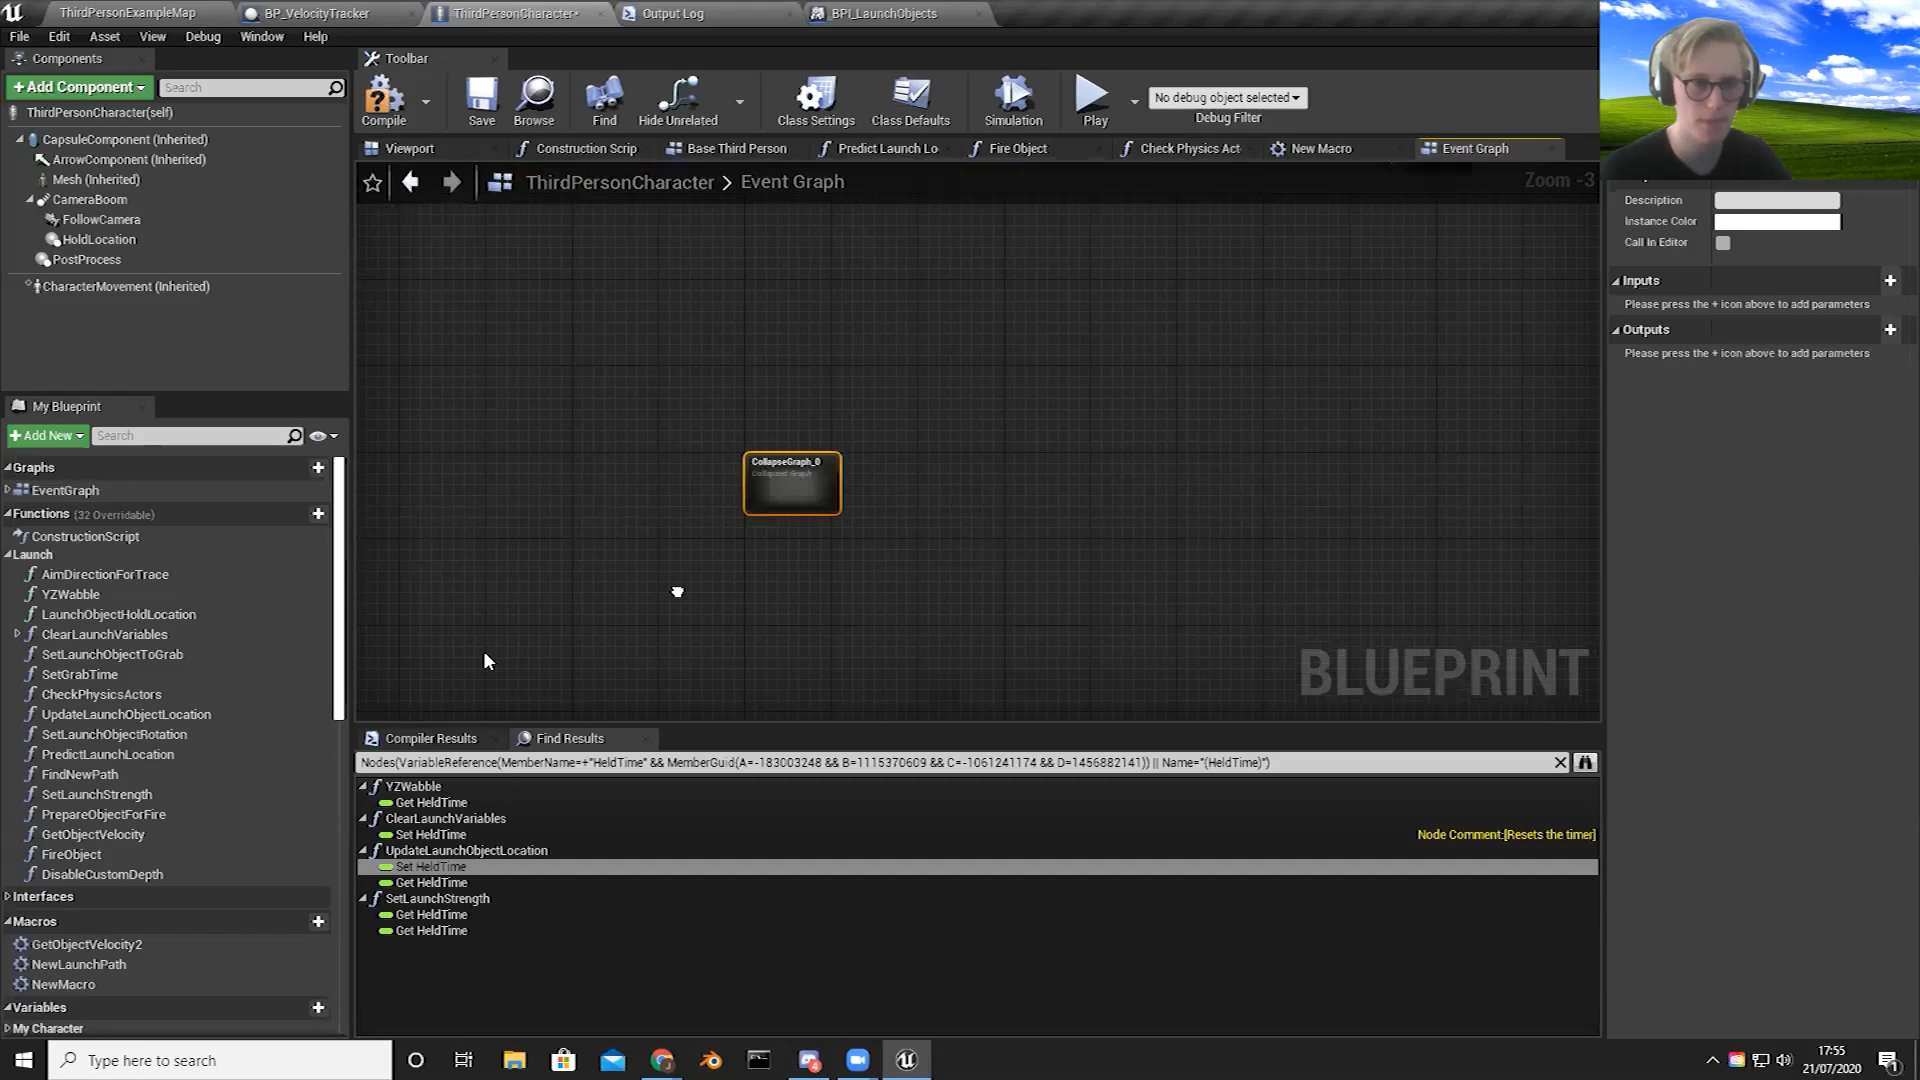 ThirdPersonExampleMap
BP_VelocityTracker
ThirdPersonCharacter*
Output Log
BPI_LaunchObjects
File Edit Asset View Debug Window Help
Components
+Add Component
Search
ThirdPersonCharacter(self)
CapsuleComponent (Inherited)
ArrowComponent (Inherited)
Mesh (Inherited)
CameraBoom
FollowCamera
HoldLocation
PostProcess
CharacterMovement (Inherited)
My Blueprint
+Add New
Search
Graphs
EventGraph
Functions (32 Overridable)
ConstructionScript
Launch
AimDirectionForTrace
YZWabble
LaunchObjectHoldLocation
ClearLaunchVariables
SetLaunchObjectToGrab
SetGrabTime
CheckPhysicsActors
UpdateLaunchObjectLocation
SetLaunchObjectRotation
PredictLaunchLocation
FindNewPath
SetLaunchStrength
PrepareObjectForFire
GetObjectVelocity
FireObject
DisableCustomDepth
Interfaces
Macros
GetObjectVelocity2
NewLaunchPath
NewMacro
Variables
My Character
Toolbar
Compile
Save
Browse
Find
Hide Unrelated
Class Settings
Class Defaults
Simulation
Play
No debug object selected
Debug Filter
Viewport
Construction Scrip
Base Third Person
Predict Launch Lo
Fire Object
Check Physics Act
New Macro
Event Graph
ThirdPersonCharacter > Event Graph
Zoom -3
CollapseGraph_0
Collapsed Graph
BLUEPRINT
Compiler Results
Find Results
Nodes(VariableReference(MemberName=+"HeldTime" && MemberGuid(A=-183003248 && B=1115370609 && C=-1061241174 && D=1456882141)) || Name="(HeldTime)")
YZWabble
Get HeldTime
ClearLaunchVariables
Set HeldTime
Node Comment:[Resets the timer]
UpdateLaunchObjectLocation
Set HeldTime
Get HeldTime
SetLaunchStrength
Get HeldTime
Get HeldTime
Description
Instance Color
Call In Editor
Inputs
Please press the + icon above to add parameters
Outputs
Please press the + icon above to add parameters
Type here to search
17:55
21/07/2020